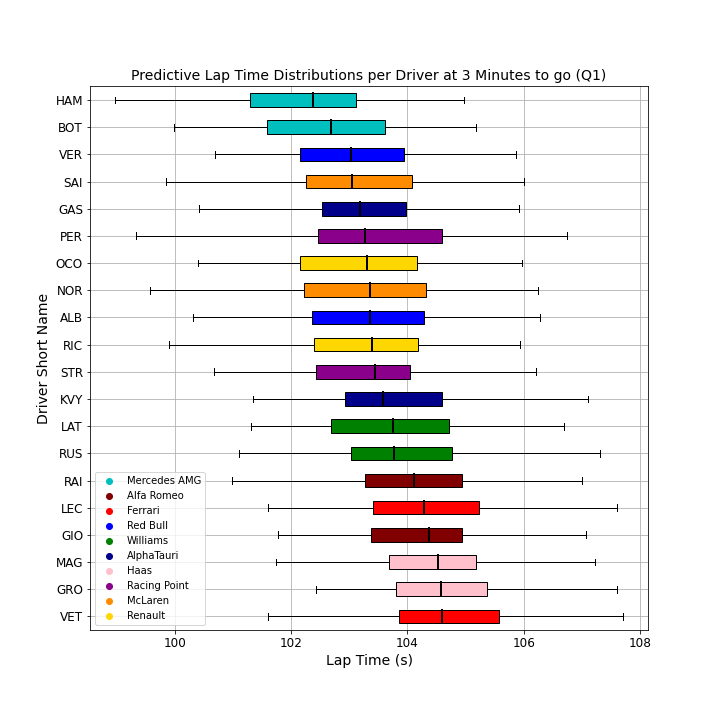 Predictive Lap Time Distributions per Driver at 3 Minutes to go (Q1)
Driver Short Name
HAM
BOT
VER
SAI
GAS
PER
OCO
NOR
ALB
RIC
STR
KVY
LAT
RUS
RAI
LEC
GIO
MAG
GRO
VET
Mercedes AMG
Alfa Romeo
Ferrari
Red Bull
Williams
AlphaTauri
Haas
Racing Point
McLaren
Renault
100 102 104 106 108
Lap Time (s)